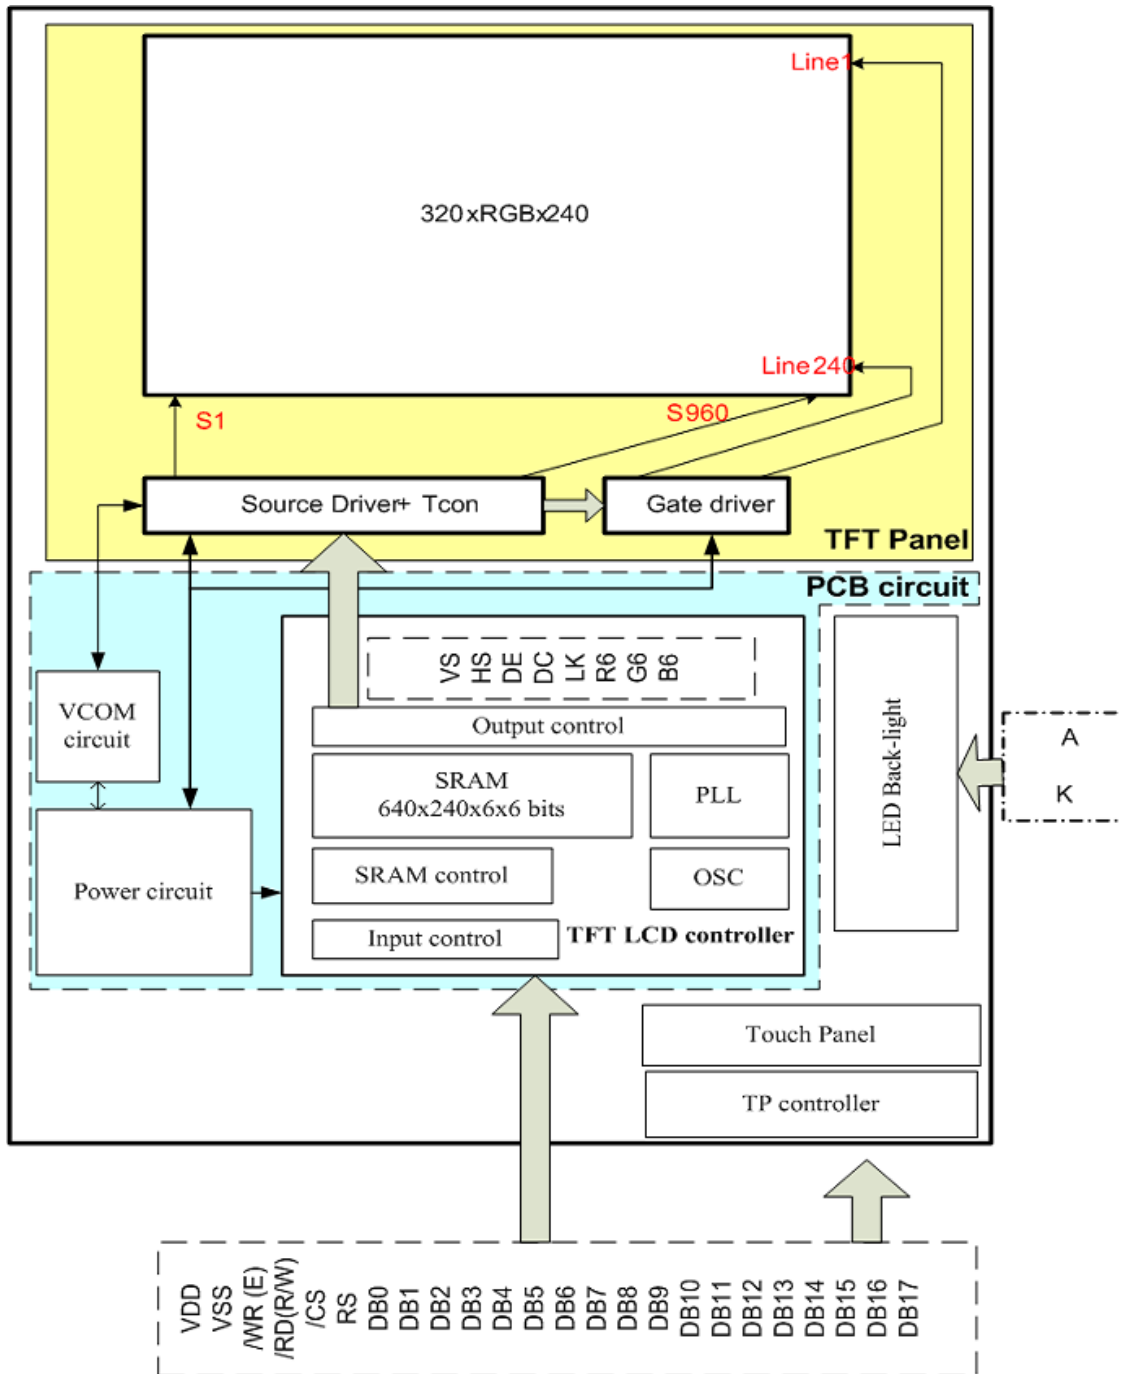 Line1
320xRGBx240
Line240
S1
S960
Source Driver+ Tcon
Gate driver
TFT Panel
PCB circuit
VS
HS
DE
DC
LK
R6
G6
B6
VCOM
circuit
Output control
SRAM
640x240x6x6 bits
PLL
LED Back-light
A
K
Power circuit
SRAM control
OSC
Input control
TFT LCD controller
Touch Panel
TP controller
VDD
VSS
/WR (E)
/RD(R/W)
/CS
RS
DB0
DB1
DB2
DB3
DB4
DB5
DB6
DB7
DB8
DB9
DB10
DB11
DB12
DB13
DB14
DB15
DB16
DB17